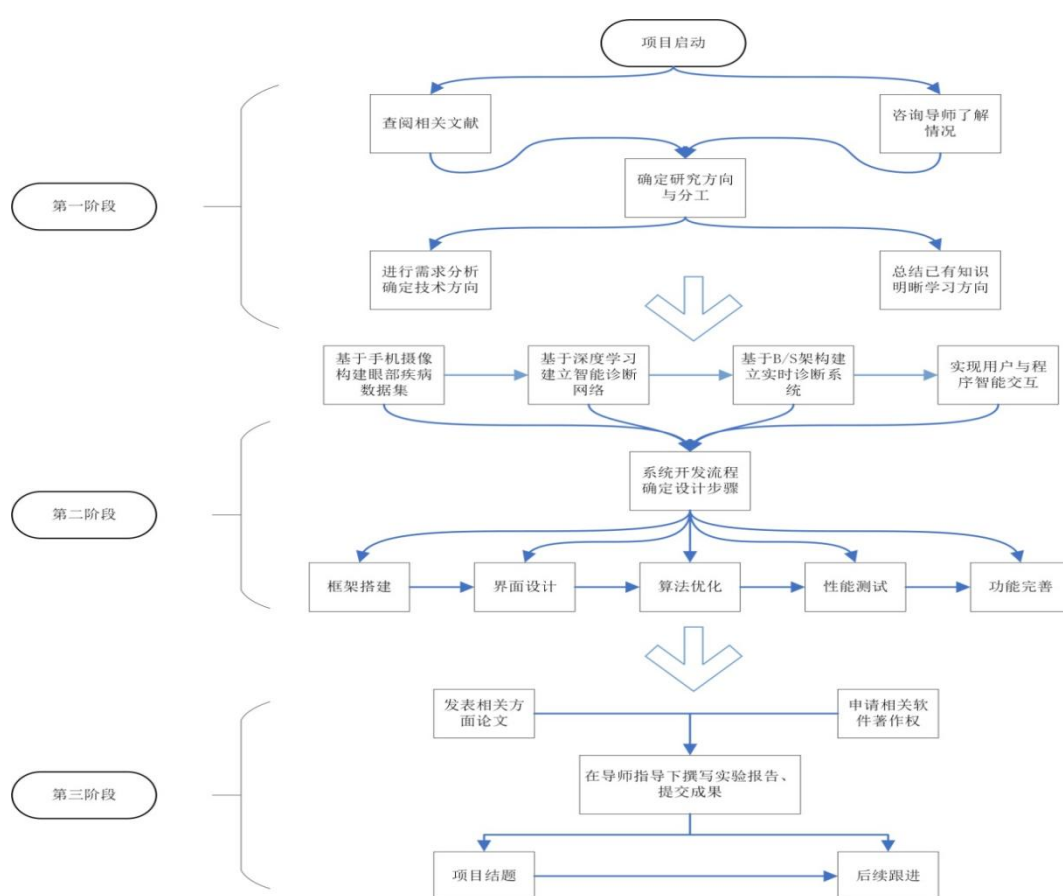 项目启动
查阅相关文献
咨询导师了解
情况
确定研究方向
与分工
第一阶段
进行需求分析
确定技术方向
总结已有知识
明晰学习方向
基于手机摄像
构建眼部疾病
数据集
基于深度学习
建立智能诊断
网络
基于B/S架构建
立实时诊断系
统
实现用户与程
序智能交互
系统开发流程
确定设计步骤
第二阶段
框架搭建
界面设计
算法优化
性能测试
功能完善
发表相关方
面论文
申请相关软
件著作权
在导师指导下撰写实验报告、
提交成果
第三阶段
项目结题
后续跟进